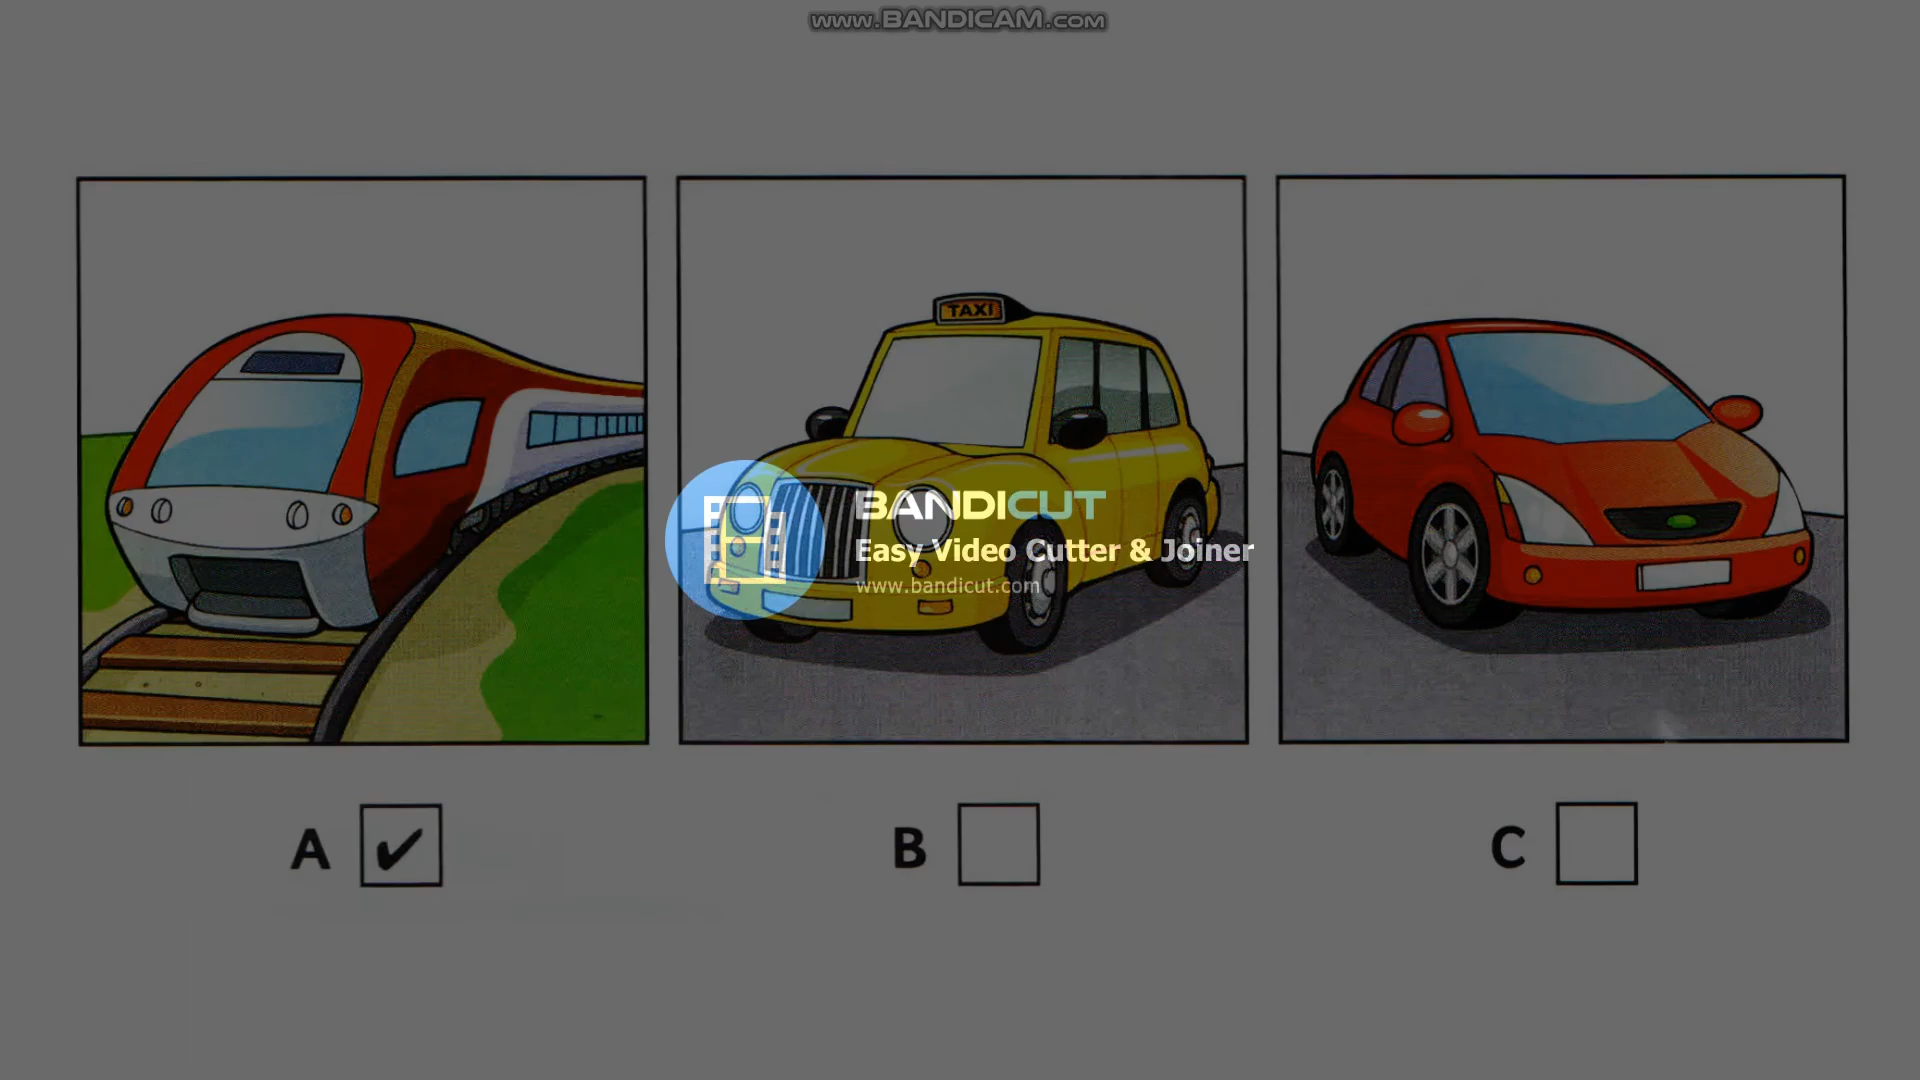 www.BANDICAM.com
TAXI
BANDICUT
Easy Video Cutter & Joiner
www.bandicut.com
A
B
C